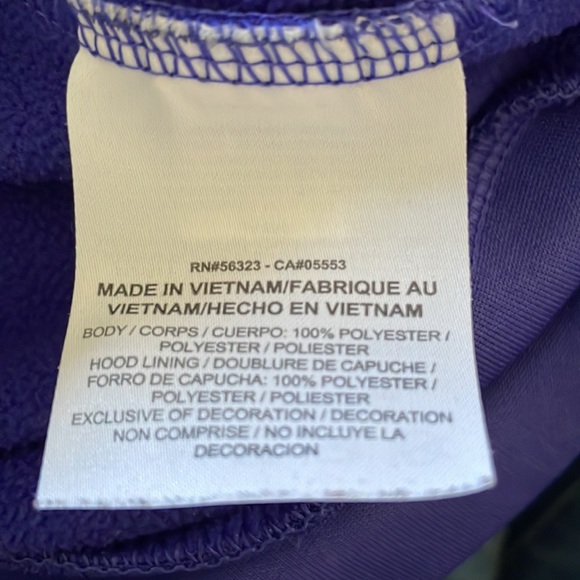 RN#56323 - CA#05553
MADE IN VIETNAM/FABRIQUE AU
VIETNAM/HECHO EN VIETNAM
BODY / CORPS / CUERPO: 100% POLYESTER /
POLYESTER / POLIESTER
HOOD LINING / DOUBLURE DE CAPUCHE /
FORRO DE CAPUCHA: 100% POLYESTER /
POLYESTER / POLIESTER
EXCLUSIVE OF DECORATION / DECORATION
NON COMPRISE / NO INCLUYE LA
DECORACION